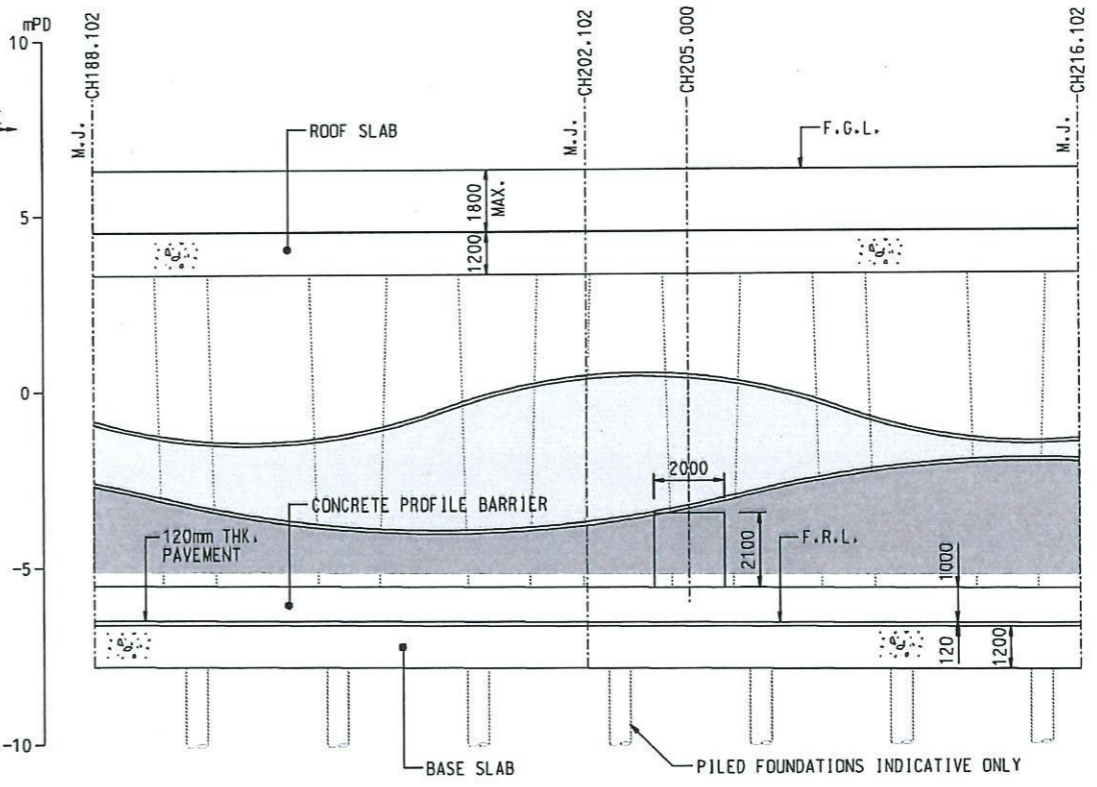 mPD
10
5
0
-5
-10
CH188.102
CH202.102
CH205.000
CH216.102
M.J.
M.J.
M.J.
ROOF SLAB
F.G.L.
1800
MAX.
1200
2000
CONCRETE PROFILE BARRIER
120mm THK.
PAVEMENT
2100
F.R.L.
1000
120
1200
BASE SLAB
PILED FOUNDATIONS INDICATIVE ONLY